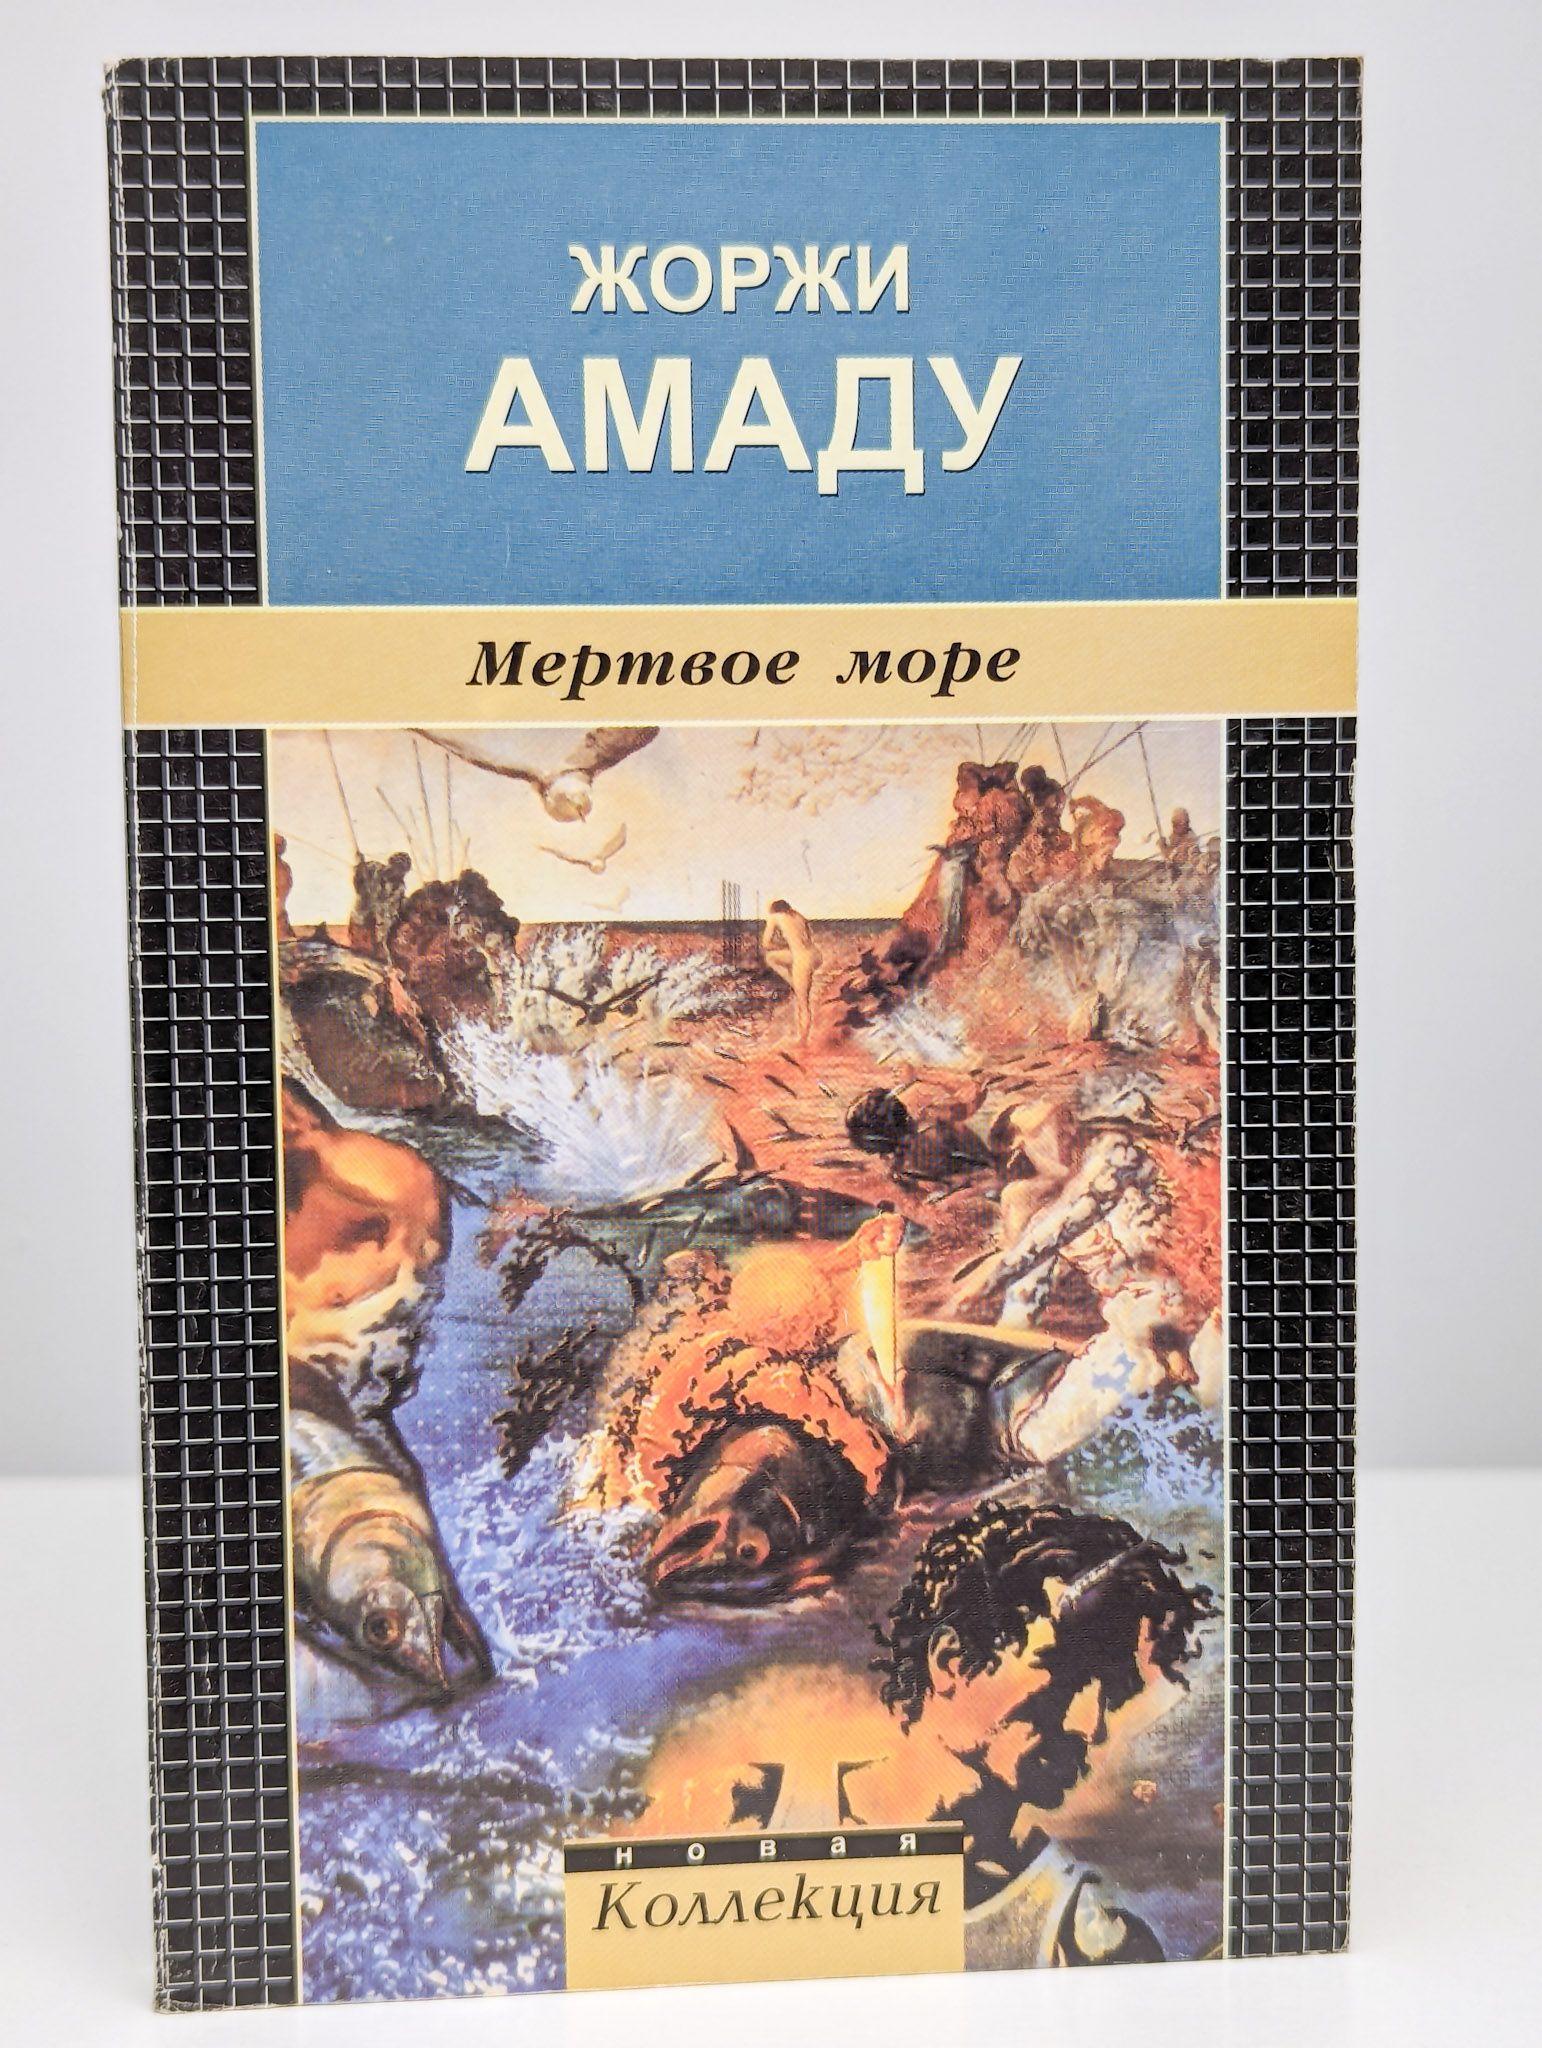 ЖОРЖИ
АМАДУ
Мертвое море
новая
Коллекция